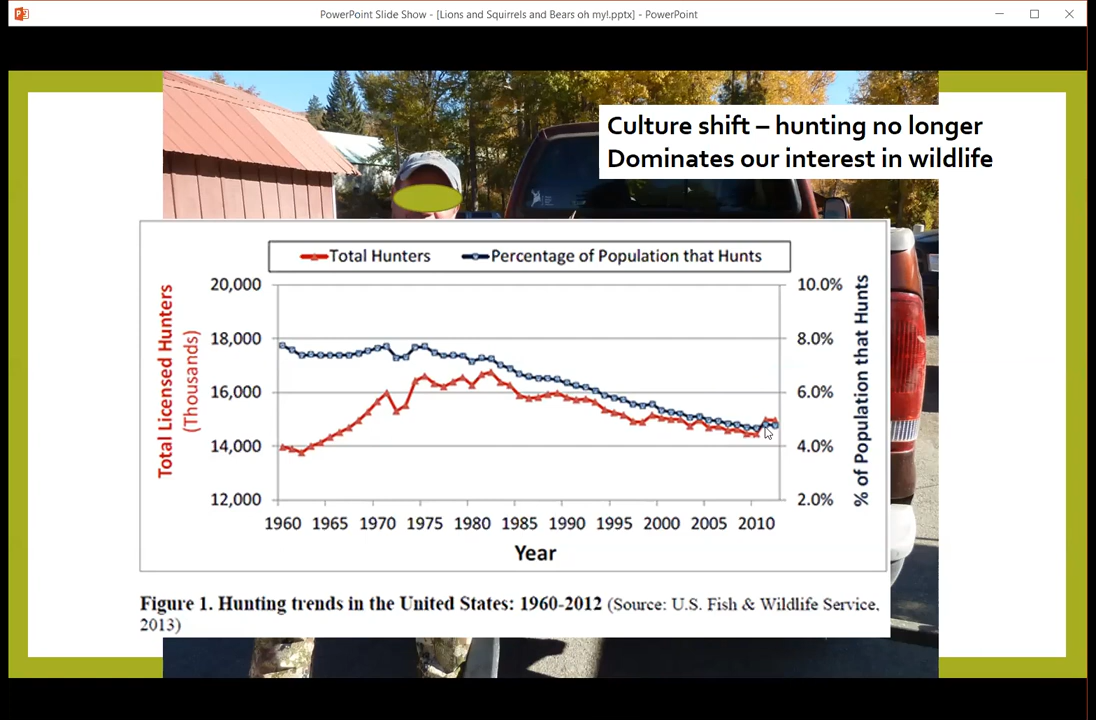 PowerPoint Slide Show - [Lions and Squirrels and Bears oh my!.pptx] - PowerPoint
Culture shift – hunting no longer
Dominates our interest in wildlife
Total Hunters
Percentage of Population that Hunts
Total Licensed Hunters
(Thousands)
20,000
18,000
16,000
14,000
12,000
10.0%
8.0%
6.0%
4.0%
2.0%
% of Population that Hunts
1960 1965 1970 1975 1980 1985 1990 1995 2000 2005 2010
Year
Figure 1. Hunting trends in the United States: 1960-2012 (Source: U.S. Fish & Wildlife Service,
2013)